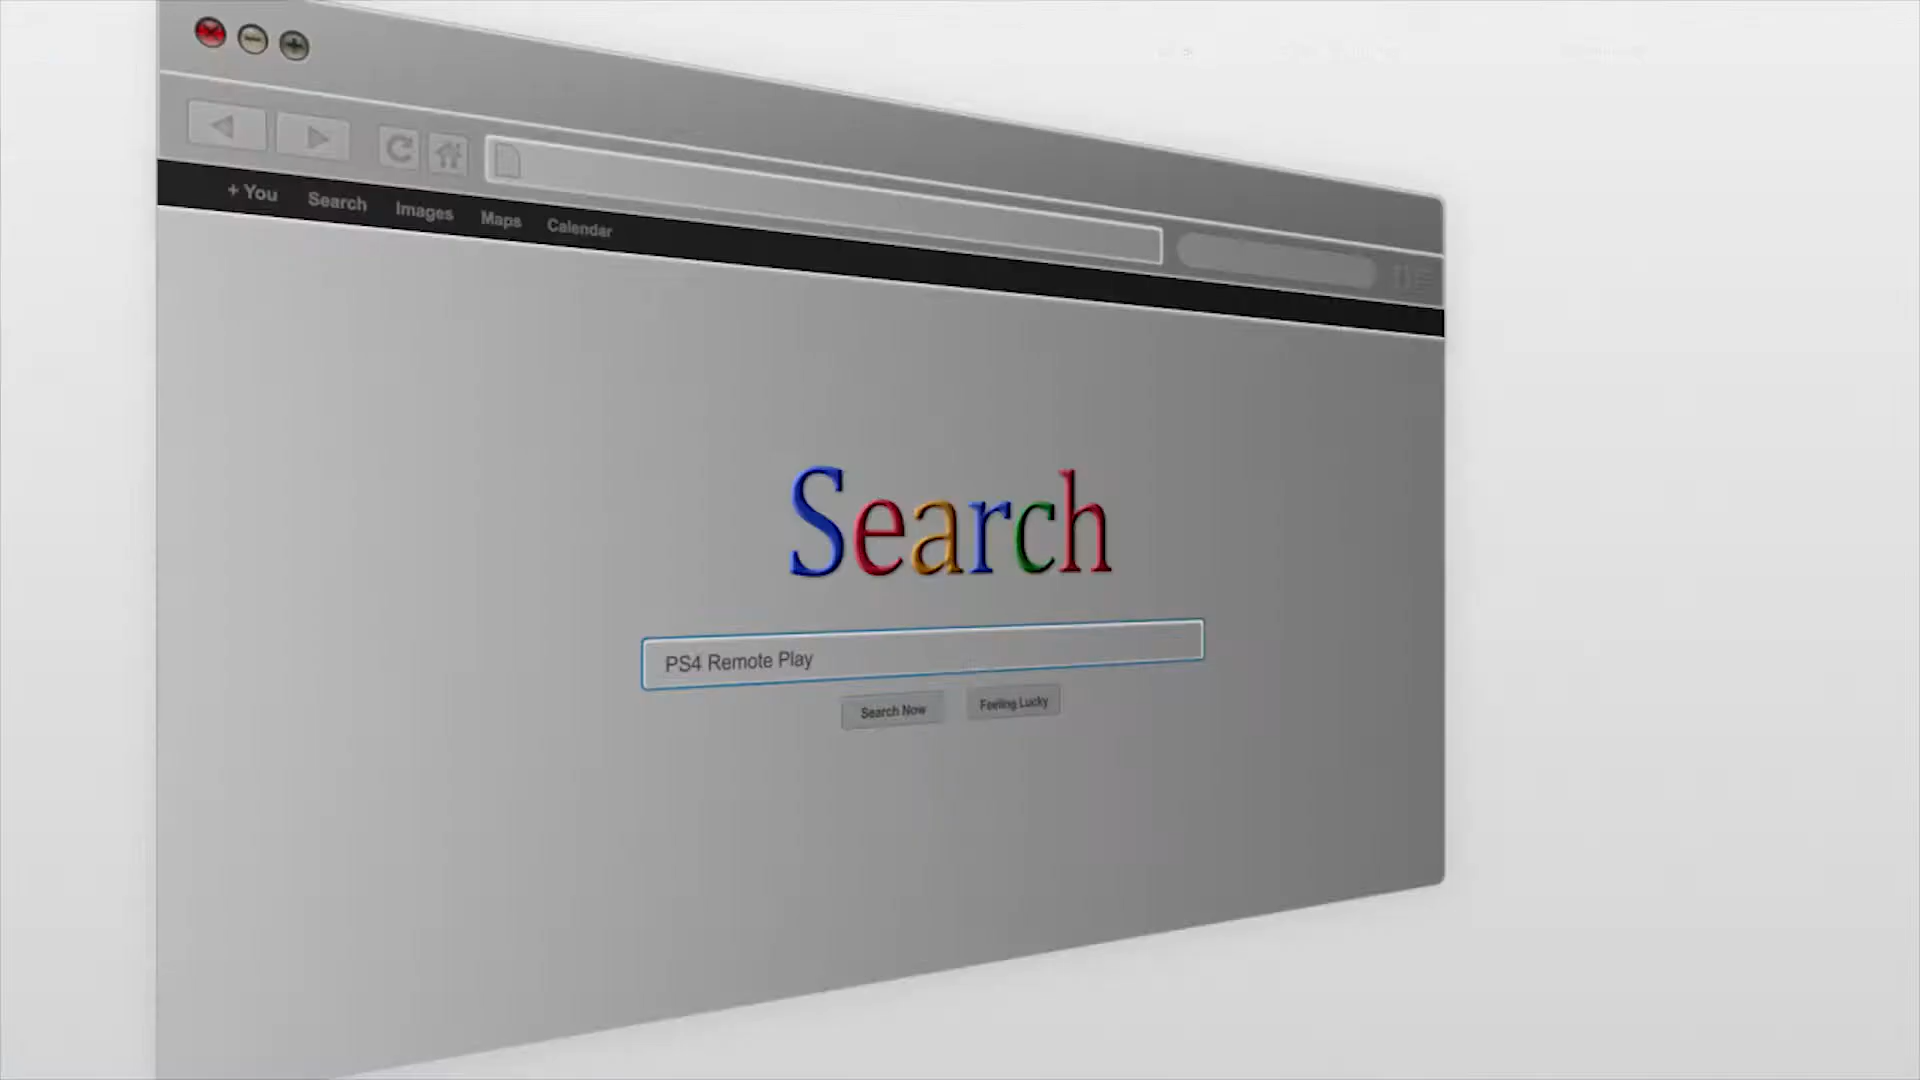 + You Search Images Maps Calendar
Search
PS4 Remote Play
Search Now Feeling Lucky